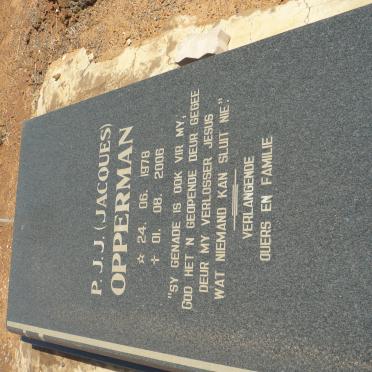 P.J.J. (JACQUES)
OPPERMAN
☆ 24. 06. 1978
✢ 01. 08. 2006
"SY GENADE IS OOK VIR MY,
GOD HET 'N GEOPENDE DEUR GEGEE
DEUR MY VERLOSSER JESUS
WAT NIEMAND KAN SLUIT NIE."
VERLANGENDE
OUERS EN FAMILIE